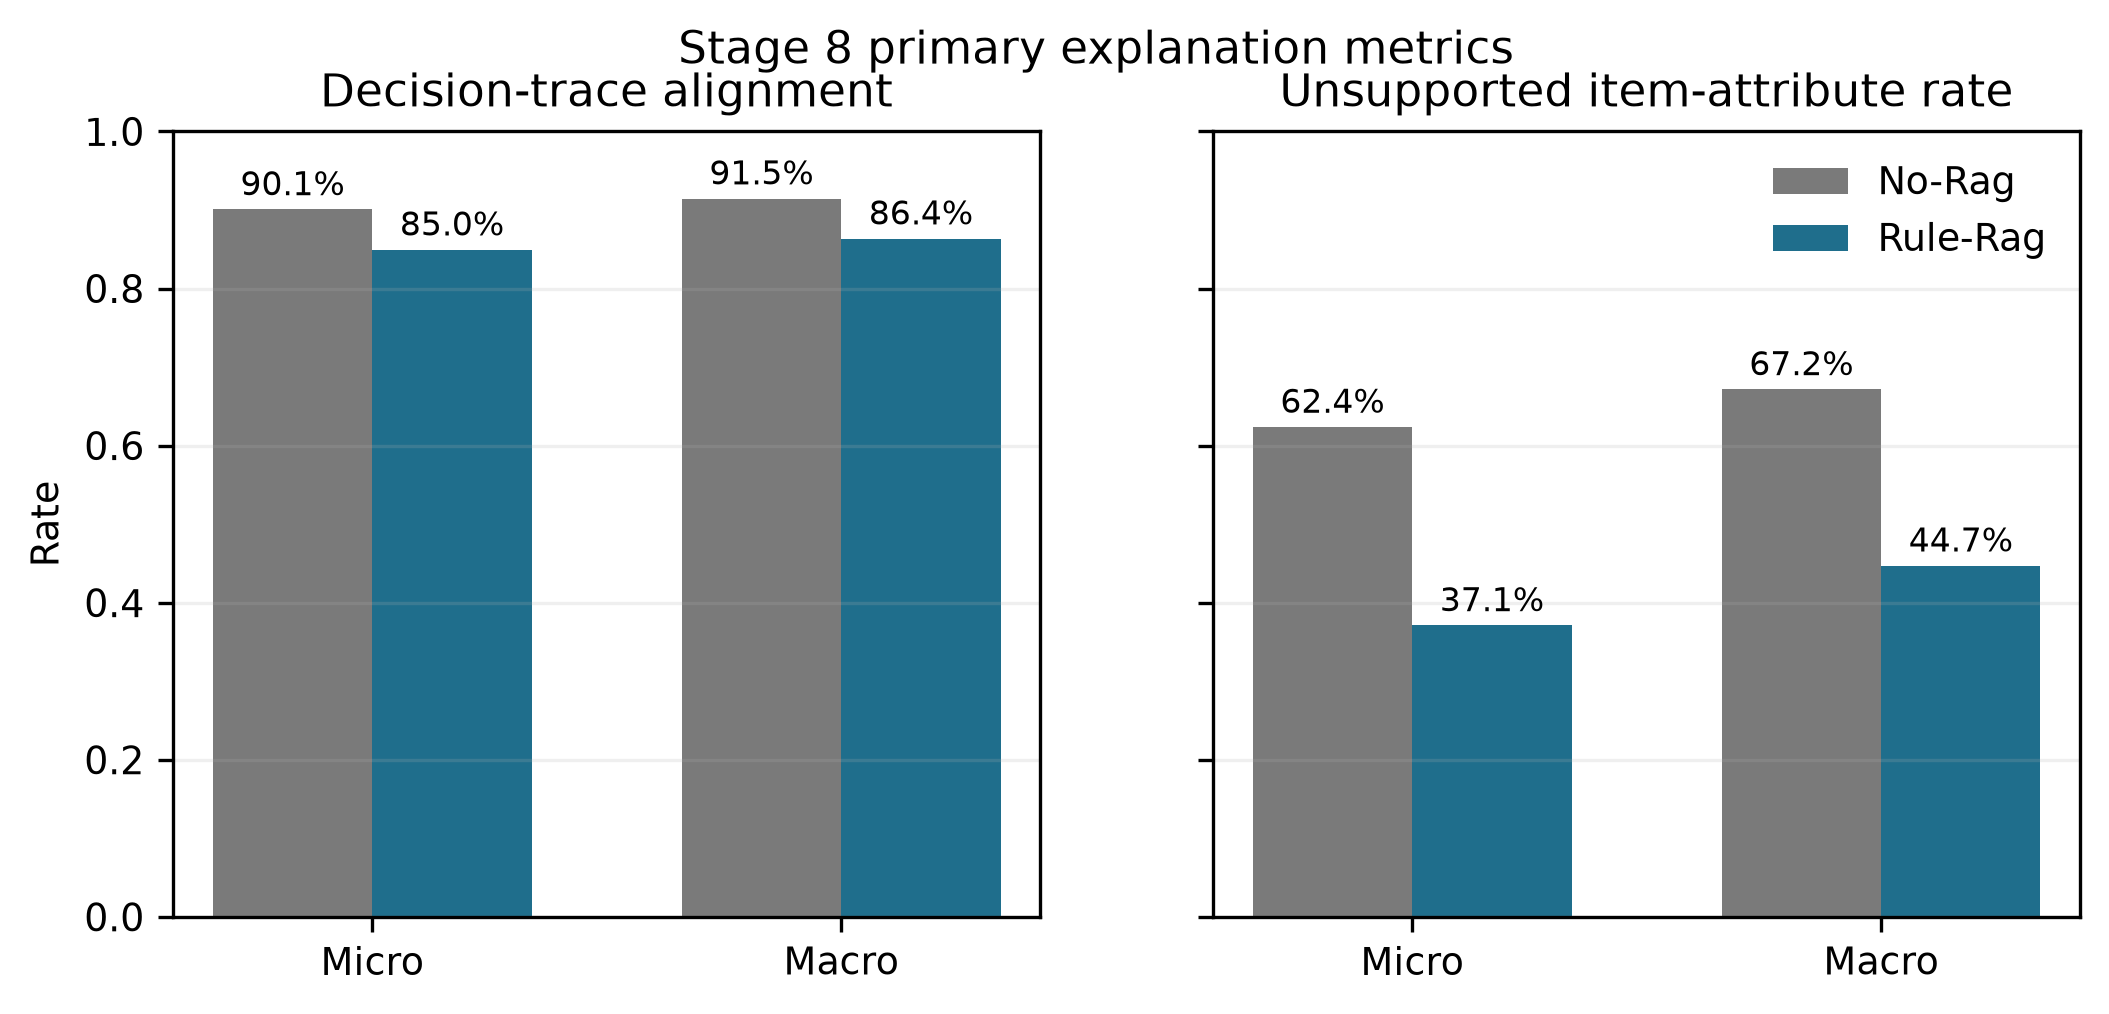 Stage 8 primary explanation metrics
Decision-trace alignment
Unsupported item-attribute rate
1.0
0.8
0.6
0.4
0.2
0.0
Rate
90.1%
85.0%
91.5%
86.4%
Micro
Macro
No-Rag
Rule-Rag
62.4%
37.1%
67.2%
44.7%
Micro
Macro